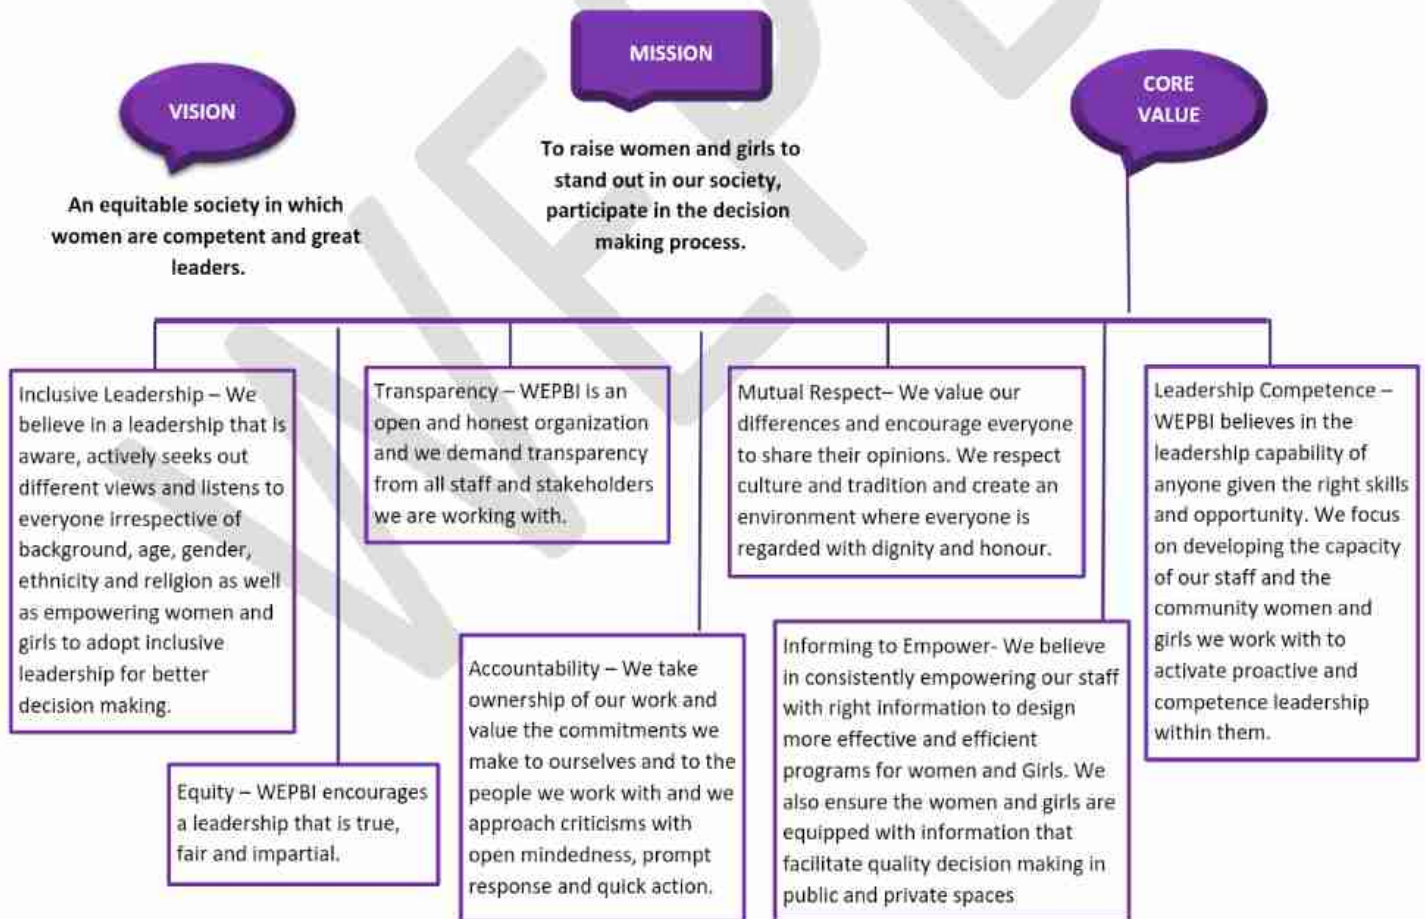 VISION
An equitable society in which
women are competent and great
leaders.
MISSION
To raise women and girls to
stand out in our society,
participate in the decision
making process.
CORE
VALUE
Inclusive Leadership – We
believe in a leadership that is
aware, actively seeks out
different views and listens to
everyone irrespective of
background, age, gender,
ethnicity and religion as well
as empowering women and
girls to adopt inclusive
leadership for better
decision making.
Equity – WEPBI encourages
a leadership that is true,
fair and impartial.
Transparency – WEPBI is an
open and honest organization
and we demand transparency
from all staff and stakeholders
we are working with.
Accountability – We take
ownership of our work and
value the commitments we
make to ourselves and to the
people we work with and we
approach criticisms with
open mindedness, prompt
response and quick action.
Mutual Respect– We value our
differences and encourage everyone
to share their opinions. We respect
culture and tradition and create an
environment where everyone is
regarded with dignity and honour.
Informing to Empower- We believe
in consistently empowering our staff
with right information to design
more effective and efficient
programs for women and Girls. We
also ensure the women and girls are
equipped with information that
facilitate quality decision making in
public and private spaces
Leadership Competence –
WEPBI believes in the
leadership capability of
anyone given the right skills
and opportunity. We focus
on developing the capacity
of our staff and the
community women and
girls we work with to
activate proactive and
competence leadership
within them.